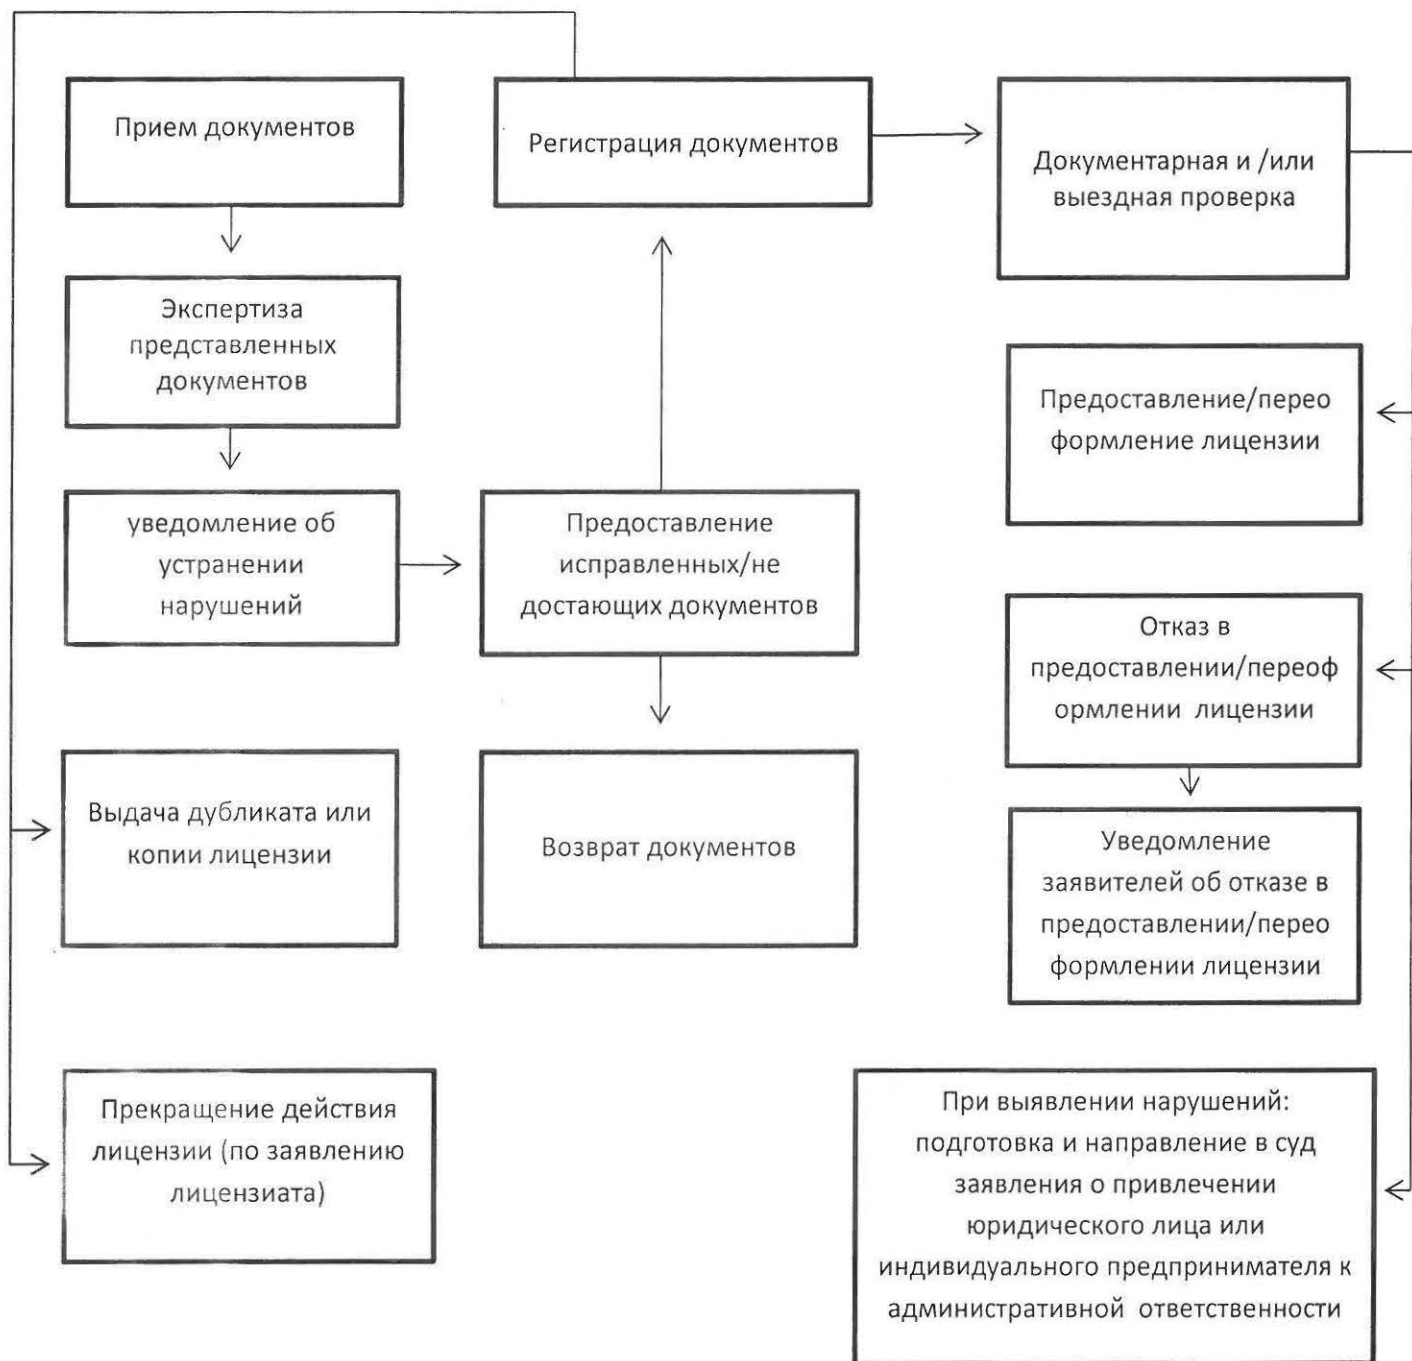 Прием документов
Регистрация документов
Документарная и /или
выездная проверка
Экспертиза
представленных
документов
Предоставление/перео
формление лицензии
уведомление об
устранении
нарушений
Предоставление
исправленных/не
достающих документов
Отказ в
предоставлении/переоф
ормлении лицензии
Выдача дубликата или
копии лицензии
Возврат документов
Уведомление
заявителей об отказе в
предоставлении/перео
формлении лицензии
Прекращение действия
лицензии (по заявлению
лицензиата)
При выявлении нарушений:
подготовка и направление в суд
заявления о привлечении
юридического лица или
индивидуального предпринимателя к
административной ответственности